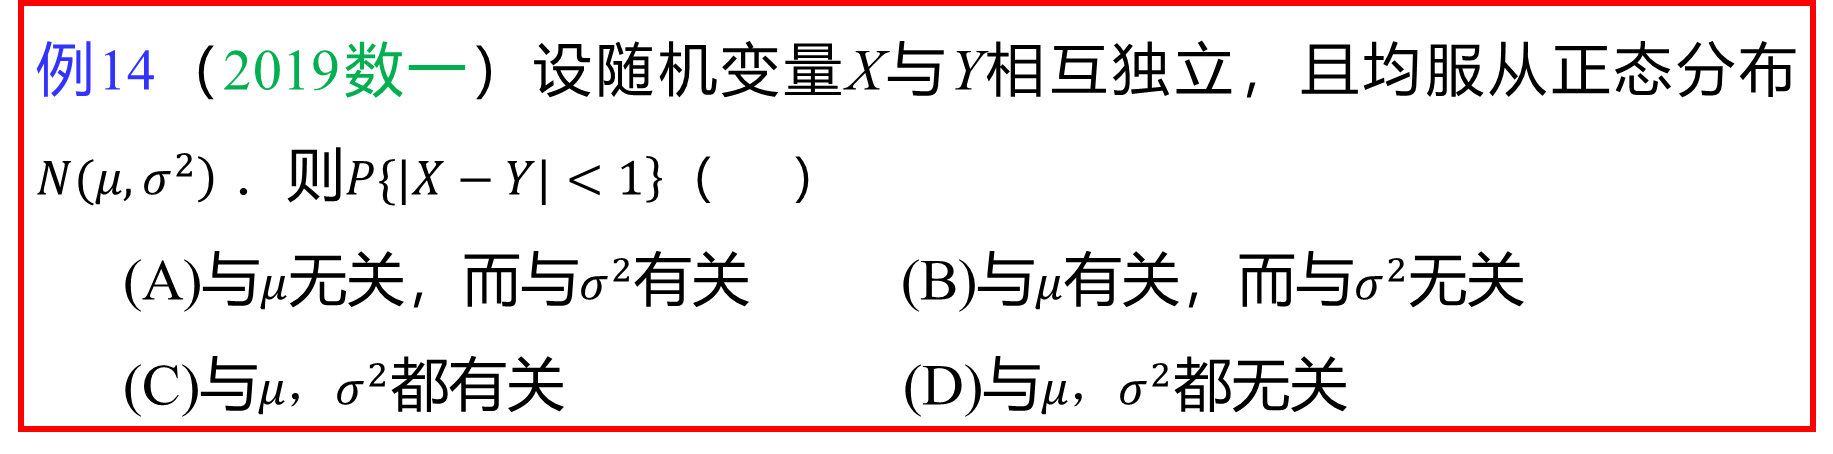 例14（2019数一）设随机变量X与Y相互独立，且均服从正态分布
N(μ,σ²)．则P{|X − Y| < 1}（　　）
(A)与μ无关，而与σ²有关　　(B)与μ有关，而与σ²无关
(C)与μ，σ²都有关　　(D)与μ，σ²都无关